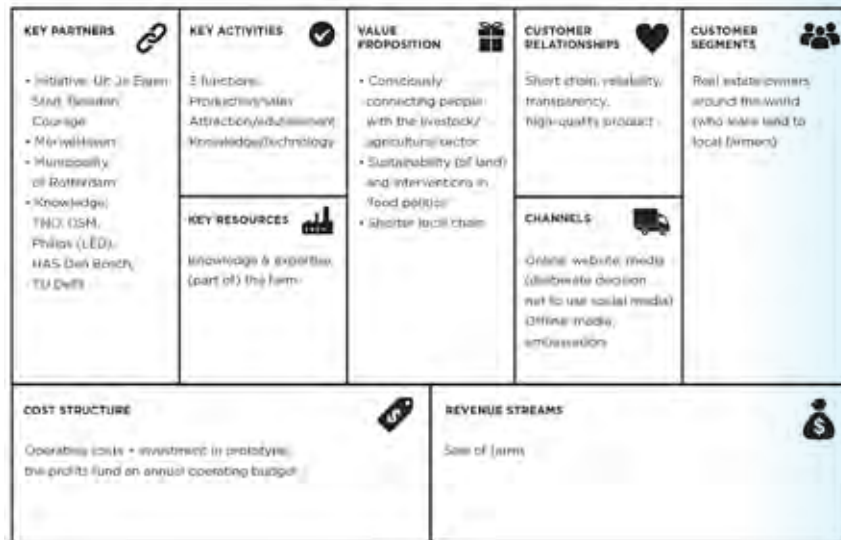 KEY PARTNERS
• Initiative: Uit Je Eigen
Stad, Beladon,
Courage
• Merwehaven
• Municipality
of Rotterdam
• Knowledge:
TNO, DSM,
Philips (LED),
HAS Den Bosch,
TU Delft
KEY ACTIVITIES
3 functions:
Production/sales
Attraction/edutainment
Knowledge/technology
KEY RESOURCES
Knowledge & expertise,
(part of) the farm
VALUE
PROPOSITION
• Consciously
connecting people
with the livestock/
agricultural sector
• Sustainability (of land)
and interventions in
food politics
• Shorter local chain
CUSTOMER
RELATIONSHIPS
Short chain, reliability,
transparency,
high-quality product
CHANNELS
Online: website, media
(deliberate decision
not to use social media)
Offline: media,
ambassadors
CUSTOMER
SEGMENTS
Real estate owners
around the world
(who lease land to
local farmers)
COST STRUCTURE
Operating costs + investment in prototype,
the profits fund an annual operating budget
REVENUE STREAMS
Sale of farms